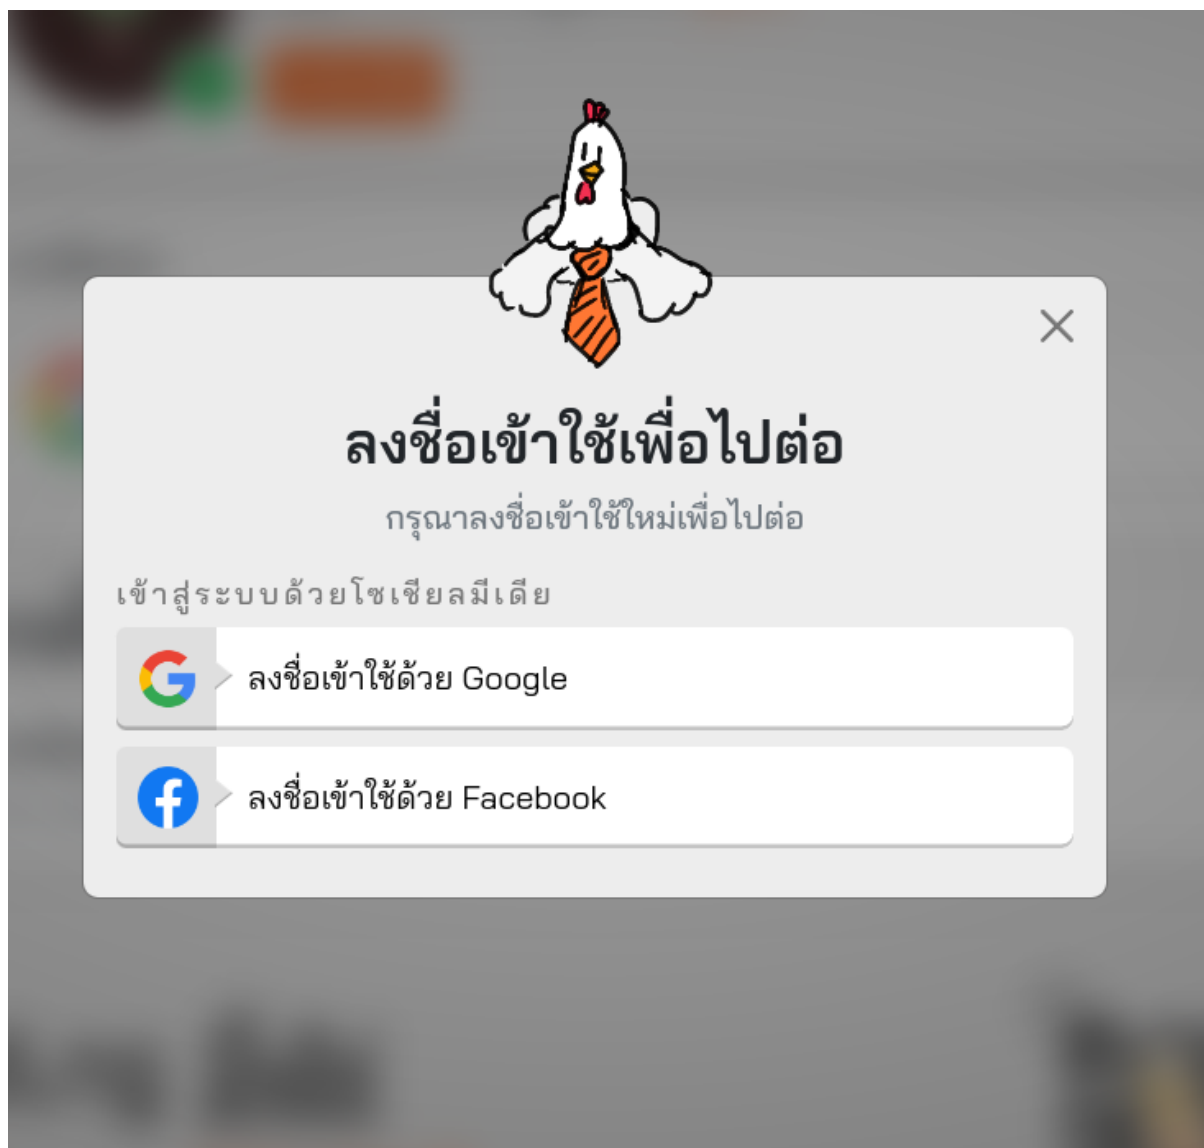 ลงชื่อเข้าใช้เพื่อไปต่อ
กรุณาลงชื่อเข้าใช้ใหม่เพื่อไปต่อ
เข้าสู่ระบบด้วยโซเชียลมีเดีย
ลงชื่อเข้าใช้ด้วย Google
ลงชื่อเข้าใช้ด้วย Facebook